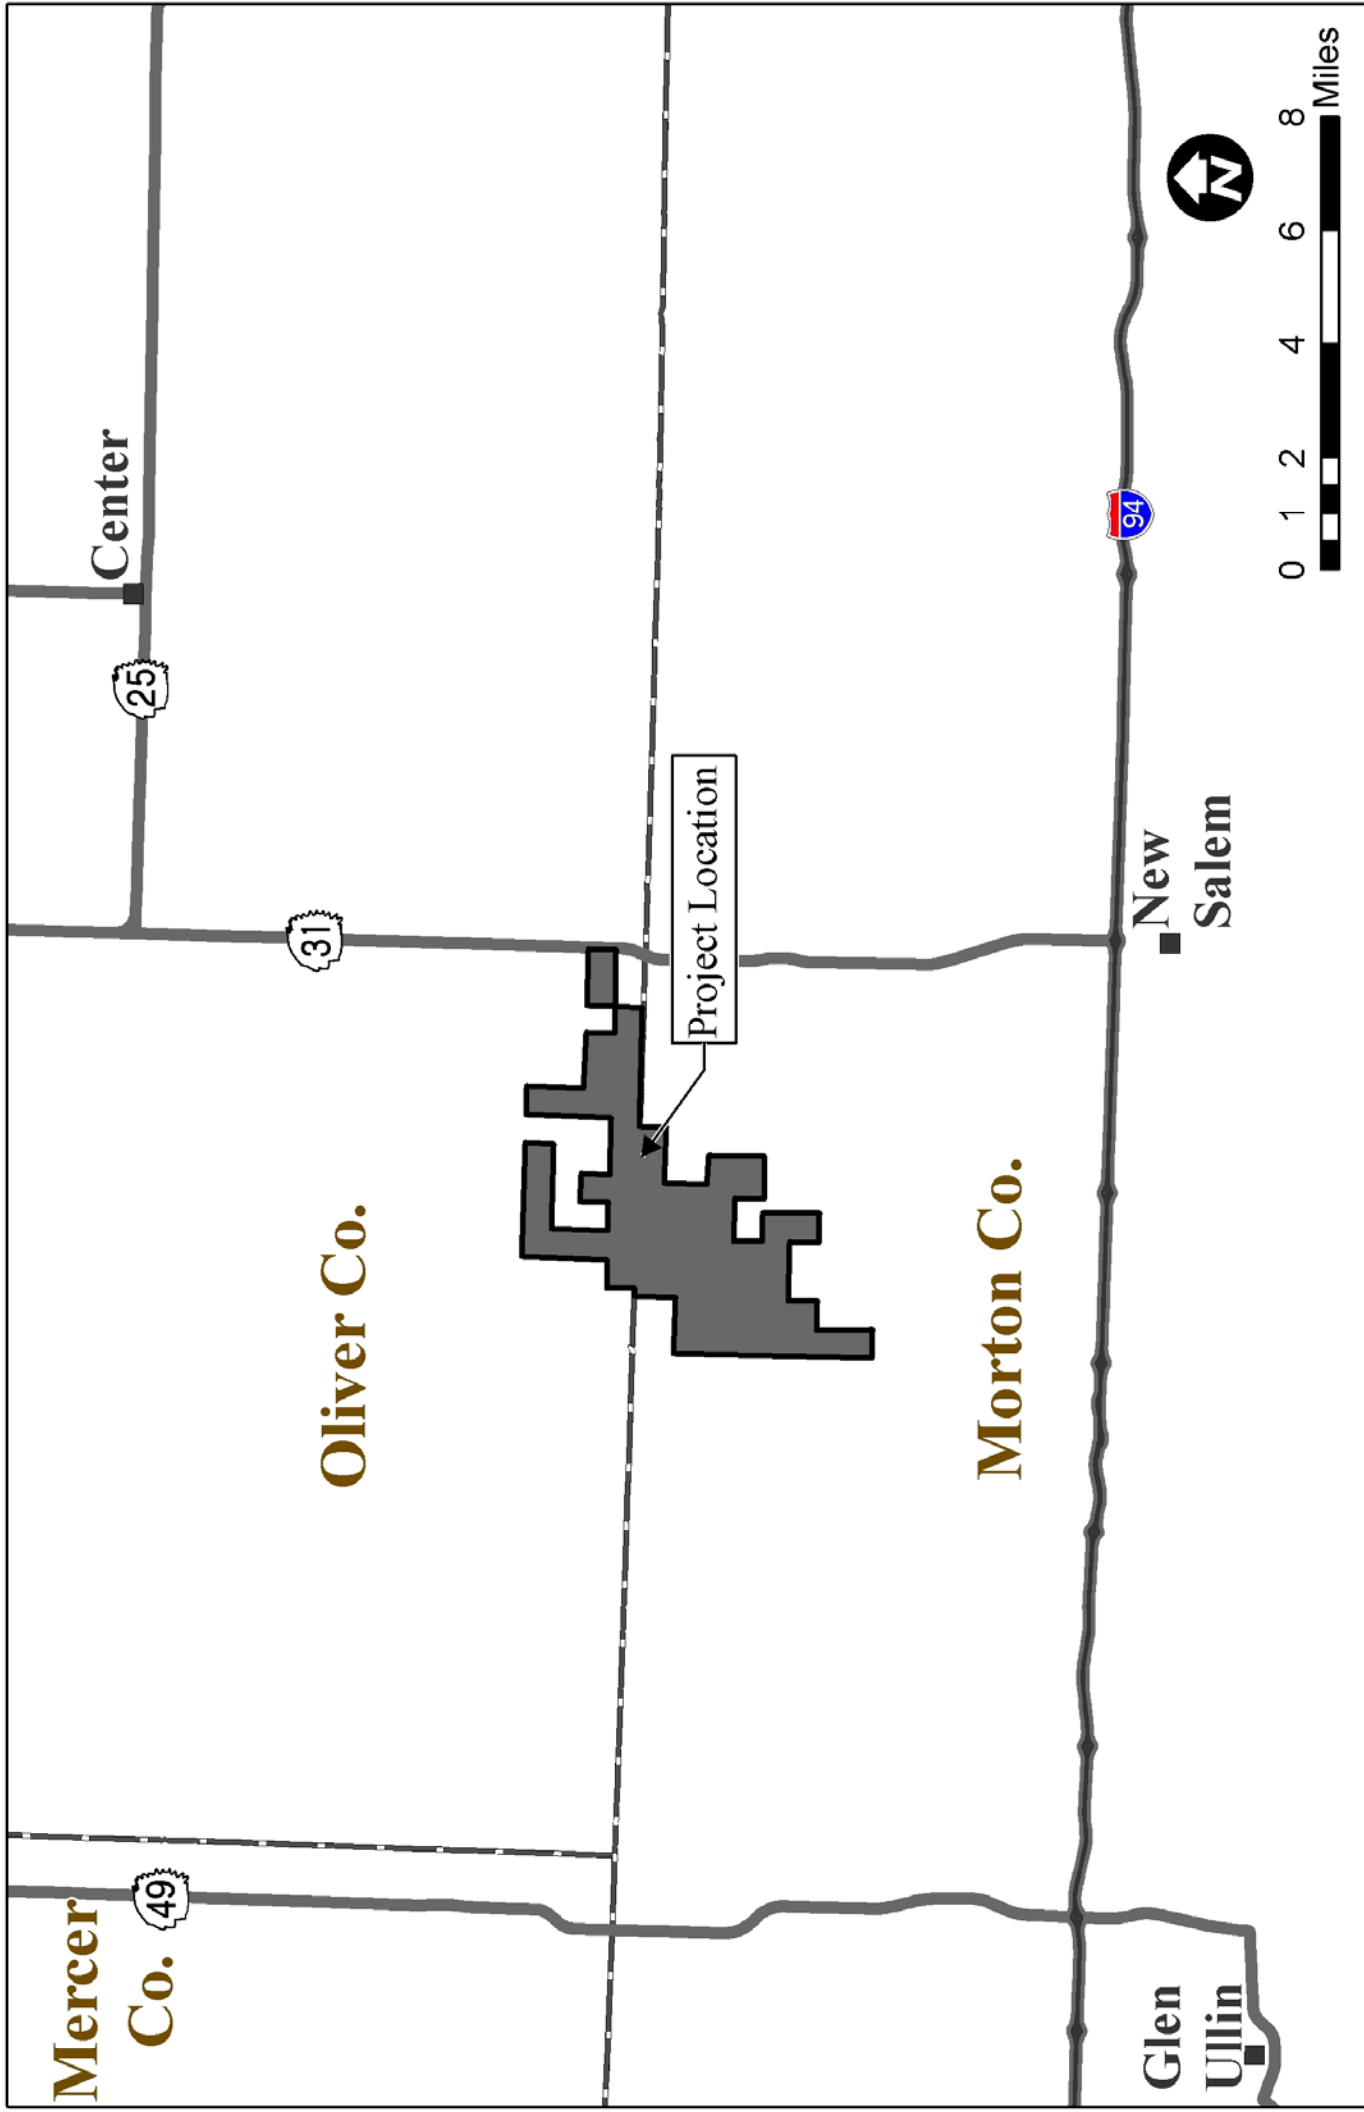 Mercer
Co.
49
Oliver Co.
31
25
Center
Project Location
Morton Co.
Glen
Ullin
New
Salem
94
N
0 1 2 4 6 8
Miles